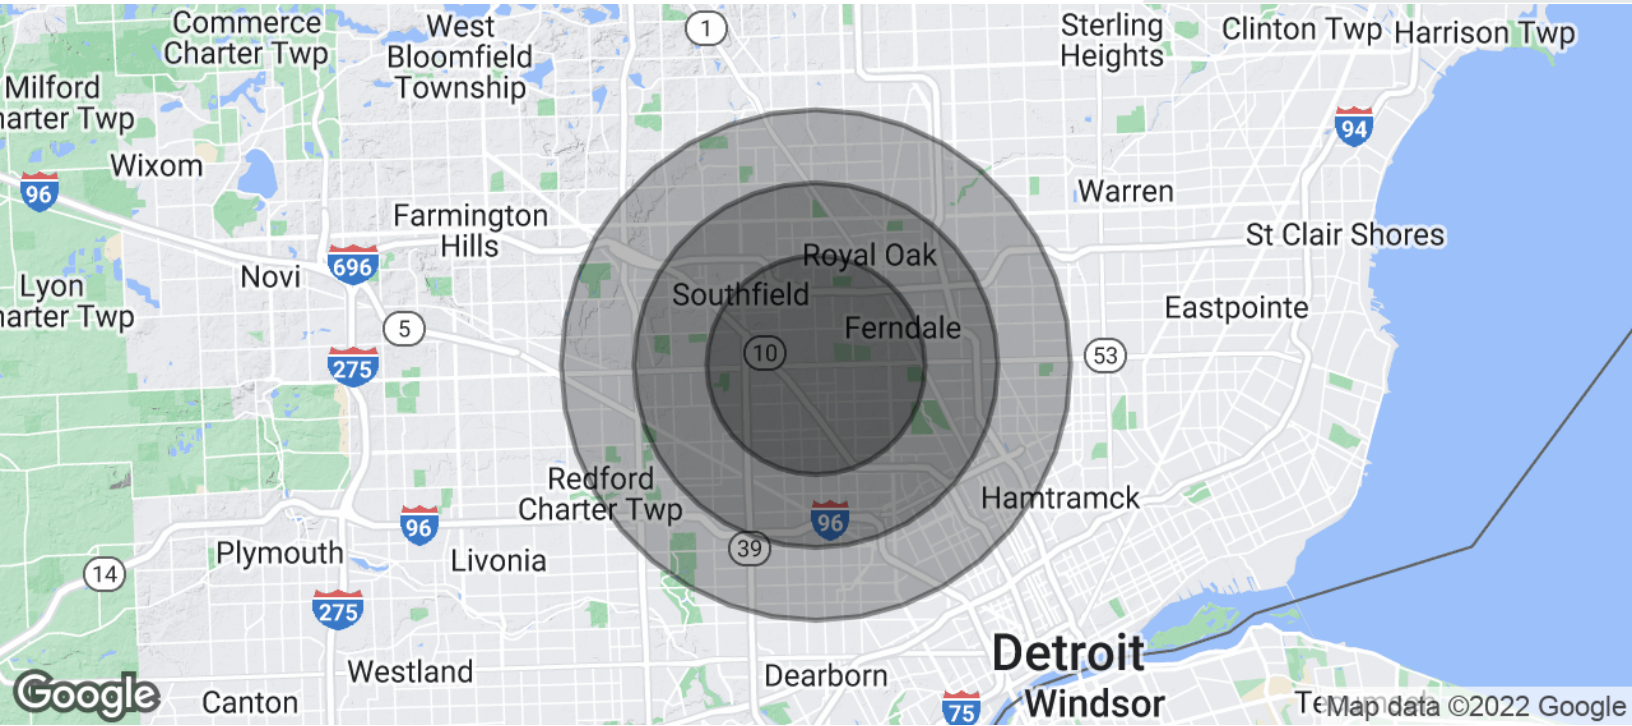 Commerce
Charter Twp
West
Bloomfield
Township
1
Sterling
Heights
Clinton Twp
Harrison Twp
Milford
harter Twp
94
Wixom
96
Warren
Farmington
Hills
St Clair Shores
Royal Oak
696
Novi
Lyon
harter Twp
Southfield
Eastpointe
5
Ferndale
10
53
275
Redford
Charter Twp
Hamtramck
96
96
Plymouth
Livonia
39
14
275
Detroit
Westland
Dearborn
Google
Canton
75
Windsor
Map data ©2022 Google